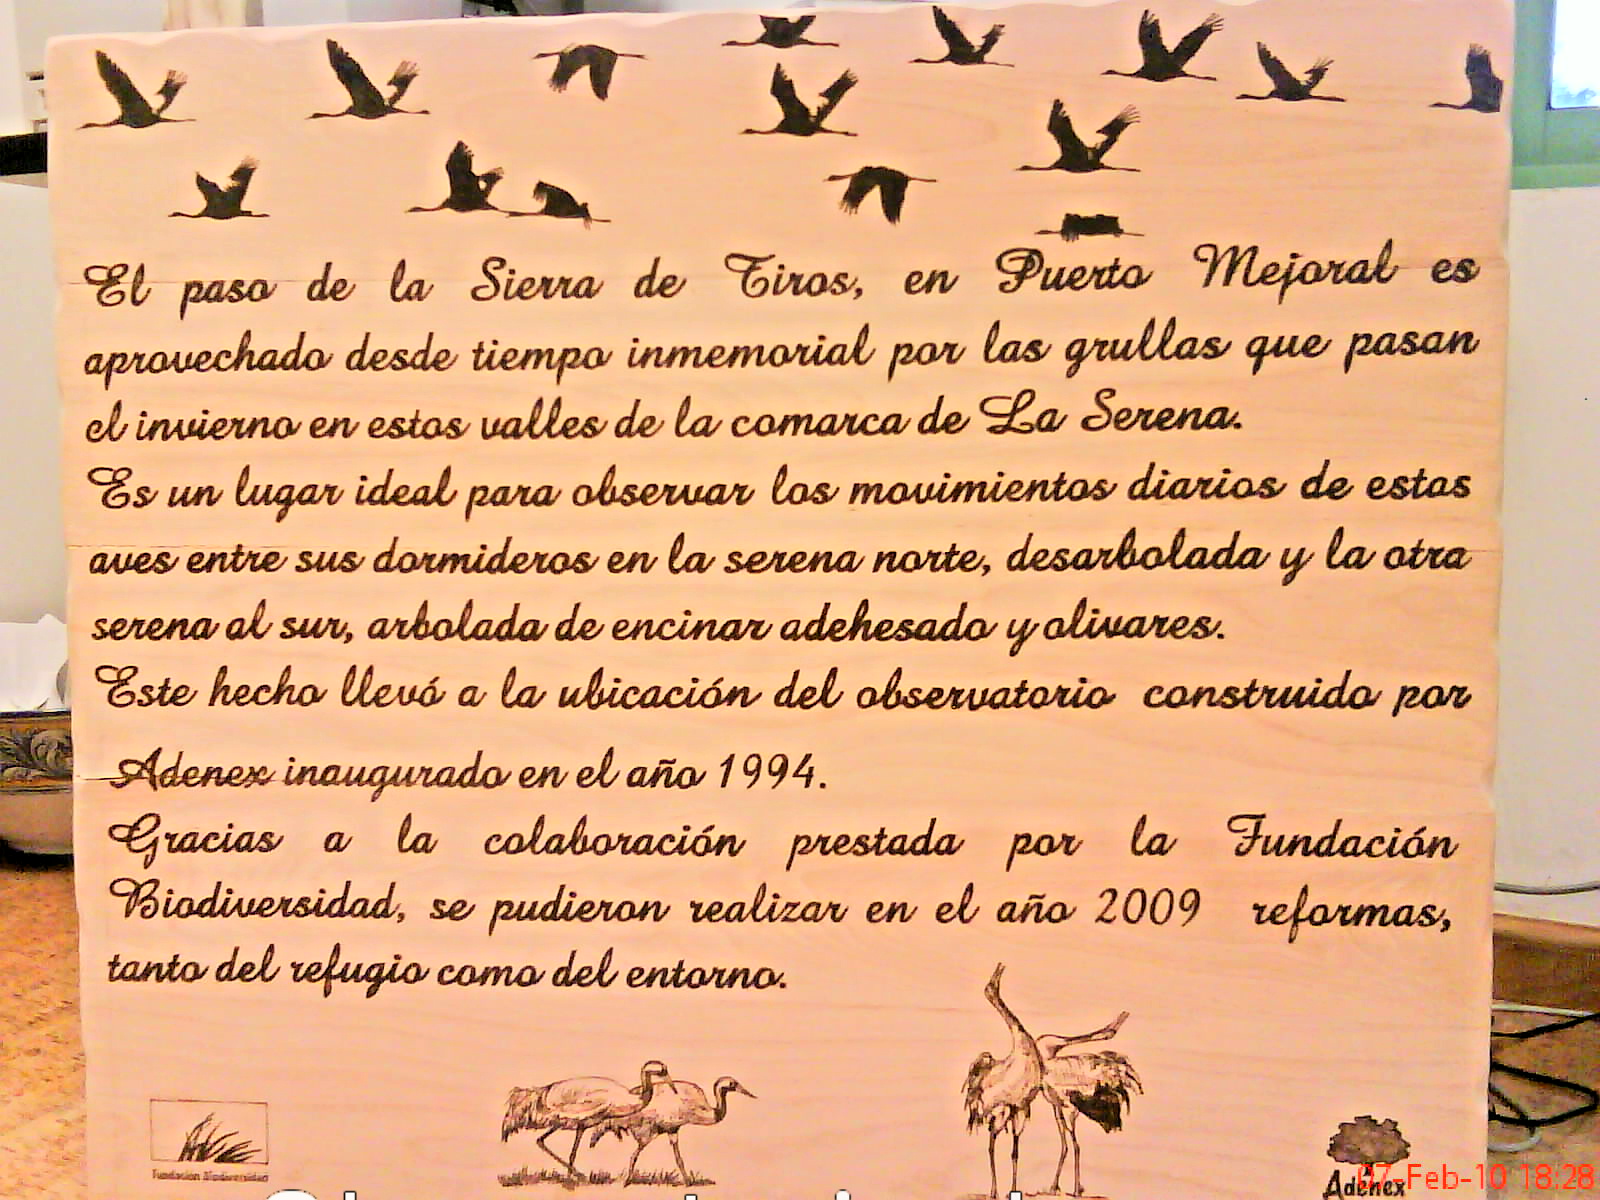 El paso de la Sierra de Tiros, en Puerto Mejoral es
aprovechado desde tiempo inmemorial por las grullas que pasan
el invierno en estos valles de la comarca de La Serena.
Es un lugar ideal para observar los movimientos diarios de estas
aves entre sus dormideros en la serena norte, desarbolada y la otra
serena al sur, arbolada de encinar adehesado y olivares.
Este hecho llevó a la ubicación del observatorio construido por
Adenex inaugurado en el año 1994.
Gracias a la colaboración prestada por la Fundación
Biodiversidad, se pudieron realizar en el año 2009 reformas,
tanto del refugio como del entorno.
Fundación Biodiversidad
Adenex
07-Feb-10 18:28